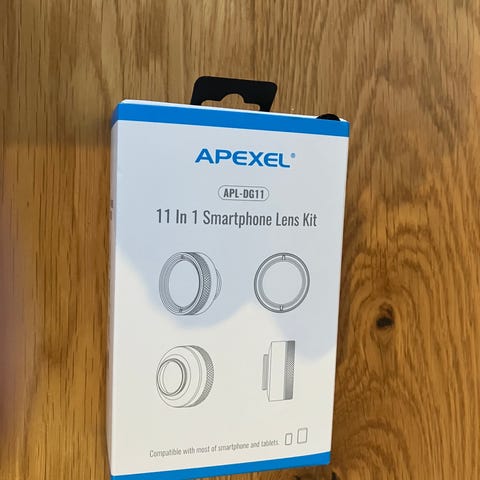 APEXEL®
APL-DG11
11 In 1 Smartphone Lens Kit
Compatible with most of smartphone and tablets.